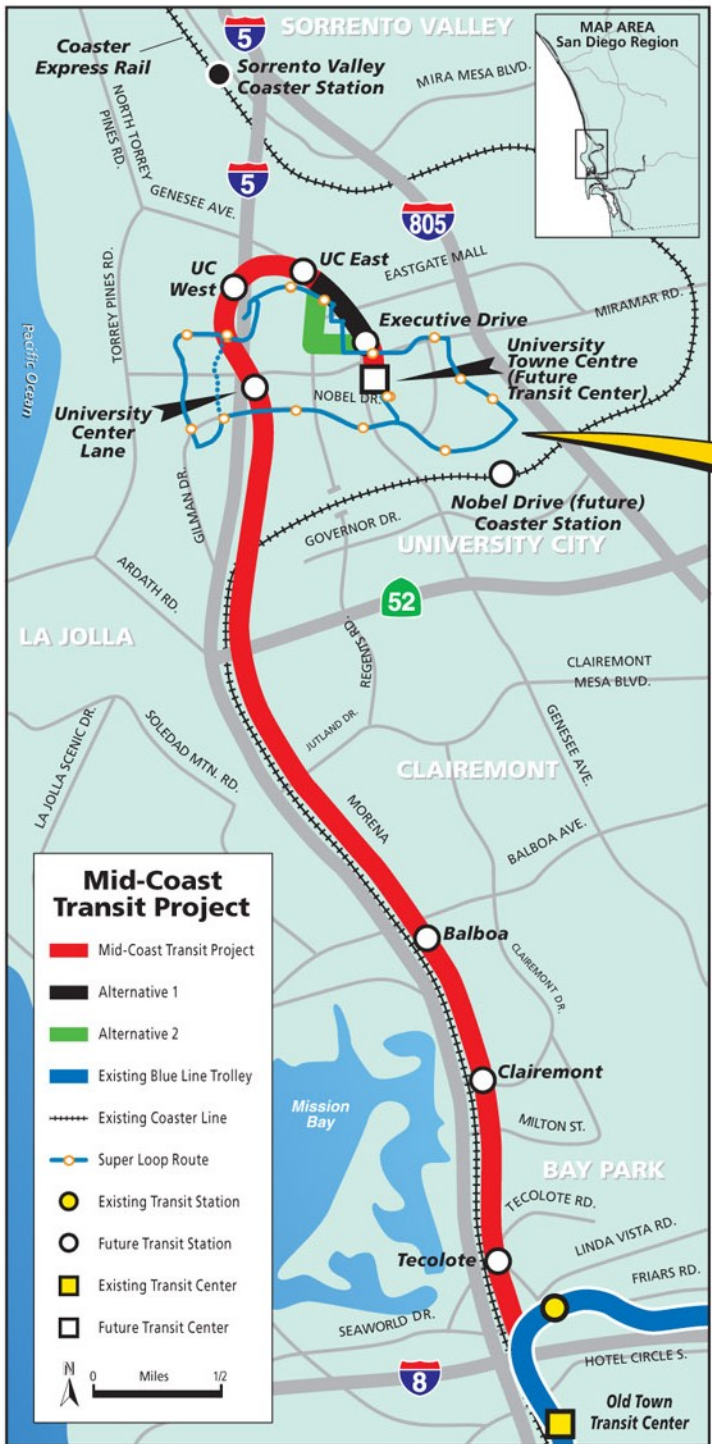 5
SORRENTO VALLEY
MAP AREA
San Diego Region
Coaster
Express Rail
Sorrento Valley
Coaster Station
MIRA MESA BLVD.
NORTH TORREY
PINES RD.
5
GENESEE AVE.
805
UC East
EASTGATE MALL
UC
West
MIRAMAR RD.
TORREY PINES RD.
Executive Drive
University
Towne Centre
(Future
Transit Center)
Pacific Ocean
University
Center
Lane
NOBEL DR.
GILMAN DR.
Nobel Drive (future)
Coaster Station
GOVERNOR DR.
UNIVERSITY CITY
ARDATH RD.
52
LA JOLLA
REGENTS RD.
CLAIREMONT
MESA BLVD.
GENESEE AVE.
LA JOLLA SCENIC DR.
SOLEDAD MTN. RD.
JUTLAND DR.
CLAIREMONT
MORENA
BALBOA AVE.
Balboa
CLAIREMONT DR.
Clairemont
Mission
Bay
MILTON ST.
BAY PARK
TECOLOTE RD.
Tecolote
LINDA VISTA RD.
FRIARS RD.
SEAWORLD DR.
HOTEL CIRCLE S.
8
Old Town
Transit Center
Mid-Coast
Transit Project
Mid-Coast Transit Project
Alternative 1
Alternative 2
Existing Blue Line Trolley
Existing Coaster Line
Super Loop Route
Existing Transit Station
Future Transit Station
Existing Transit Center
Future Transit Center
N
0 Miles 1/2